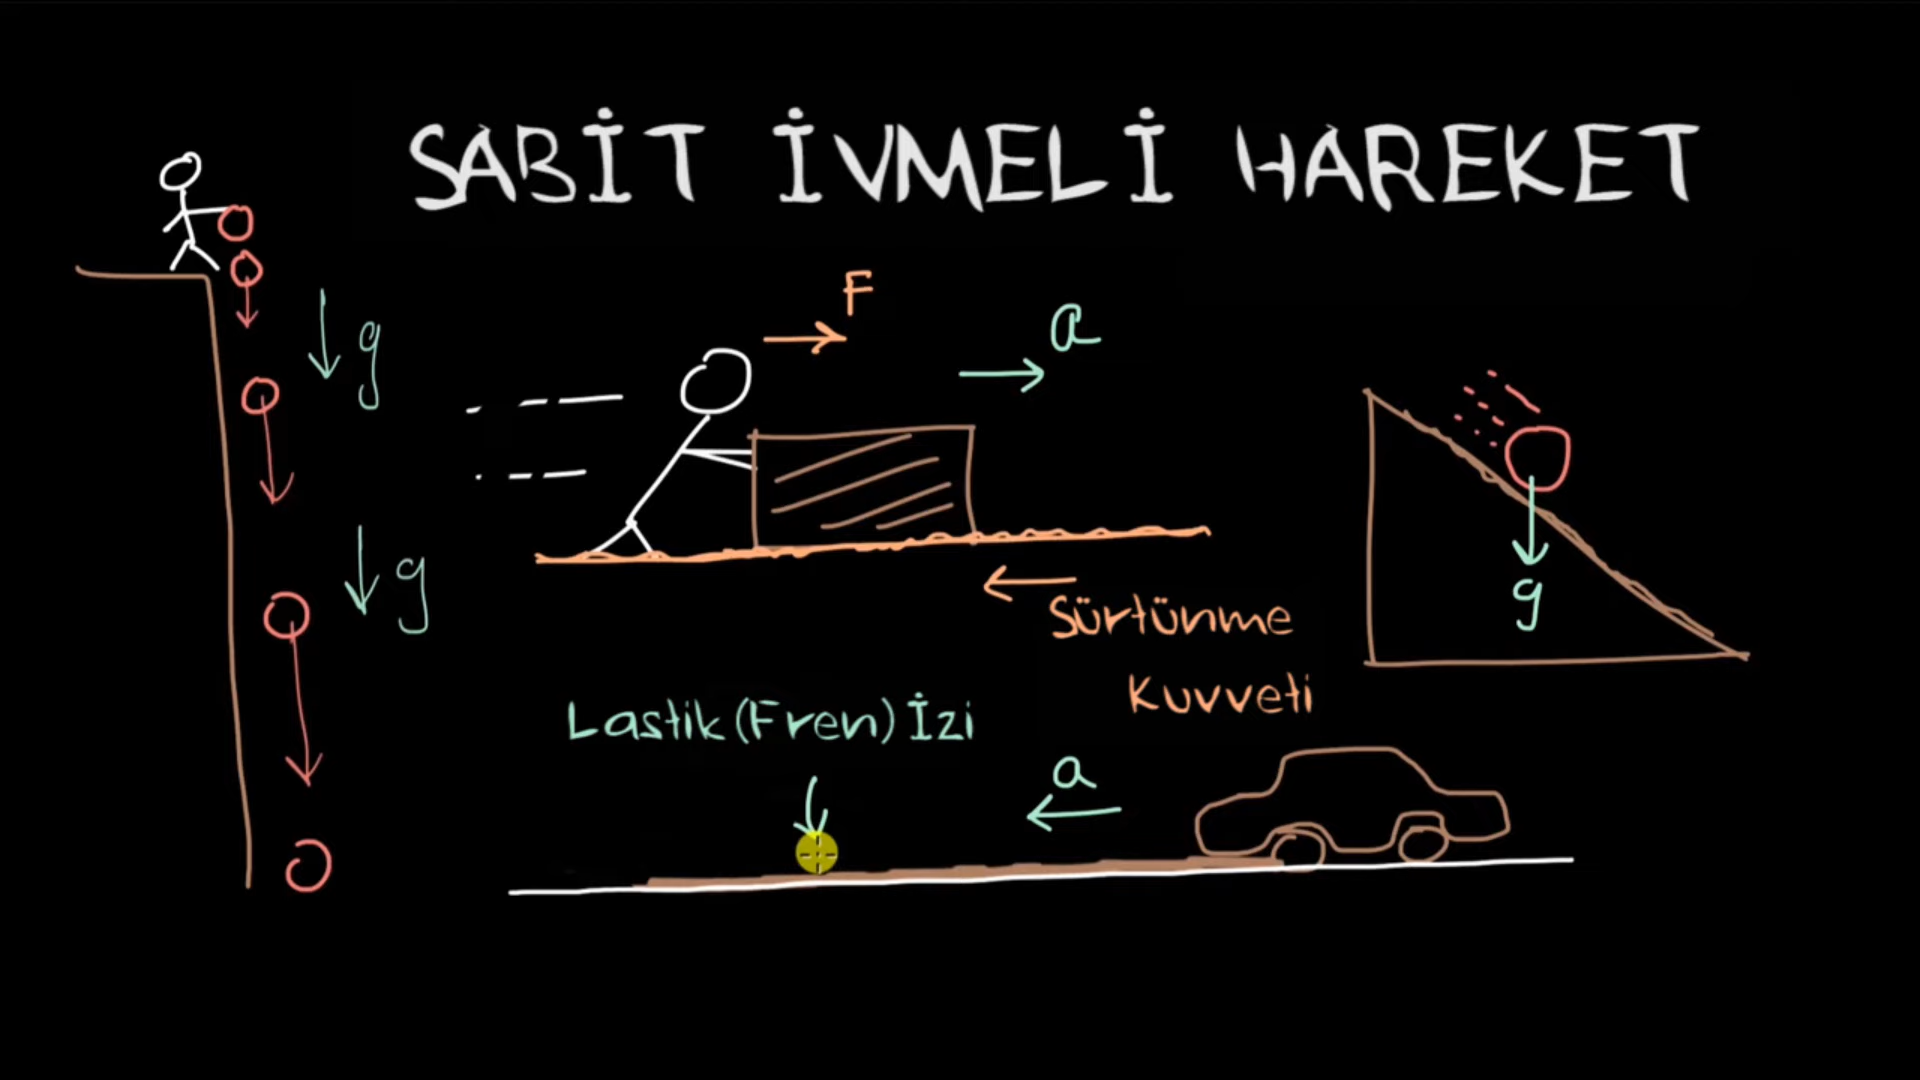 SABİT İVMELİ HAREKET
F
a
g
g
g
Sürtünme
Kuvveti
Lastik (Fren) İzi
a